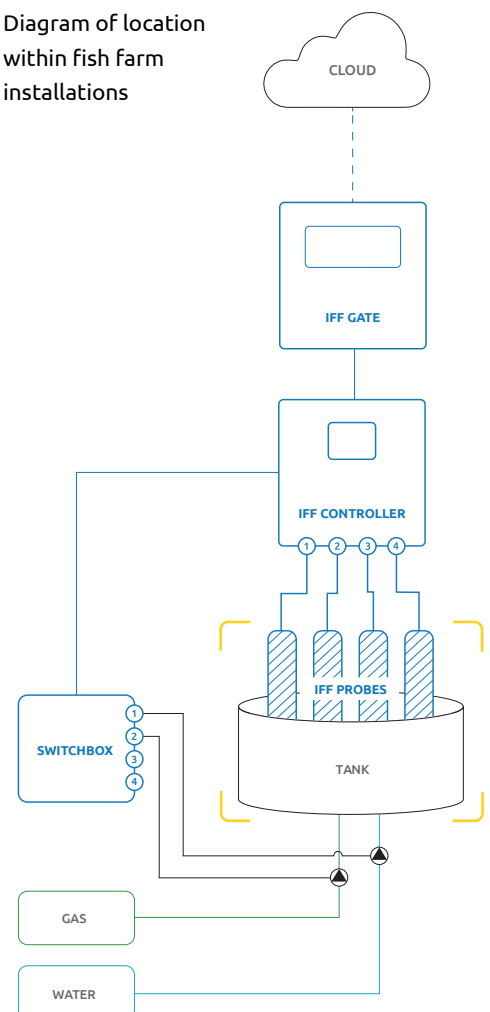 Diagram of location
within fish farm
installations
CLOUD
IFF GATE
IFF CONTROLLER
1 2 3 4
IFF PROBES
TANK
SWITCHBOX
1
2
3
4
GAS
WATER